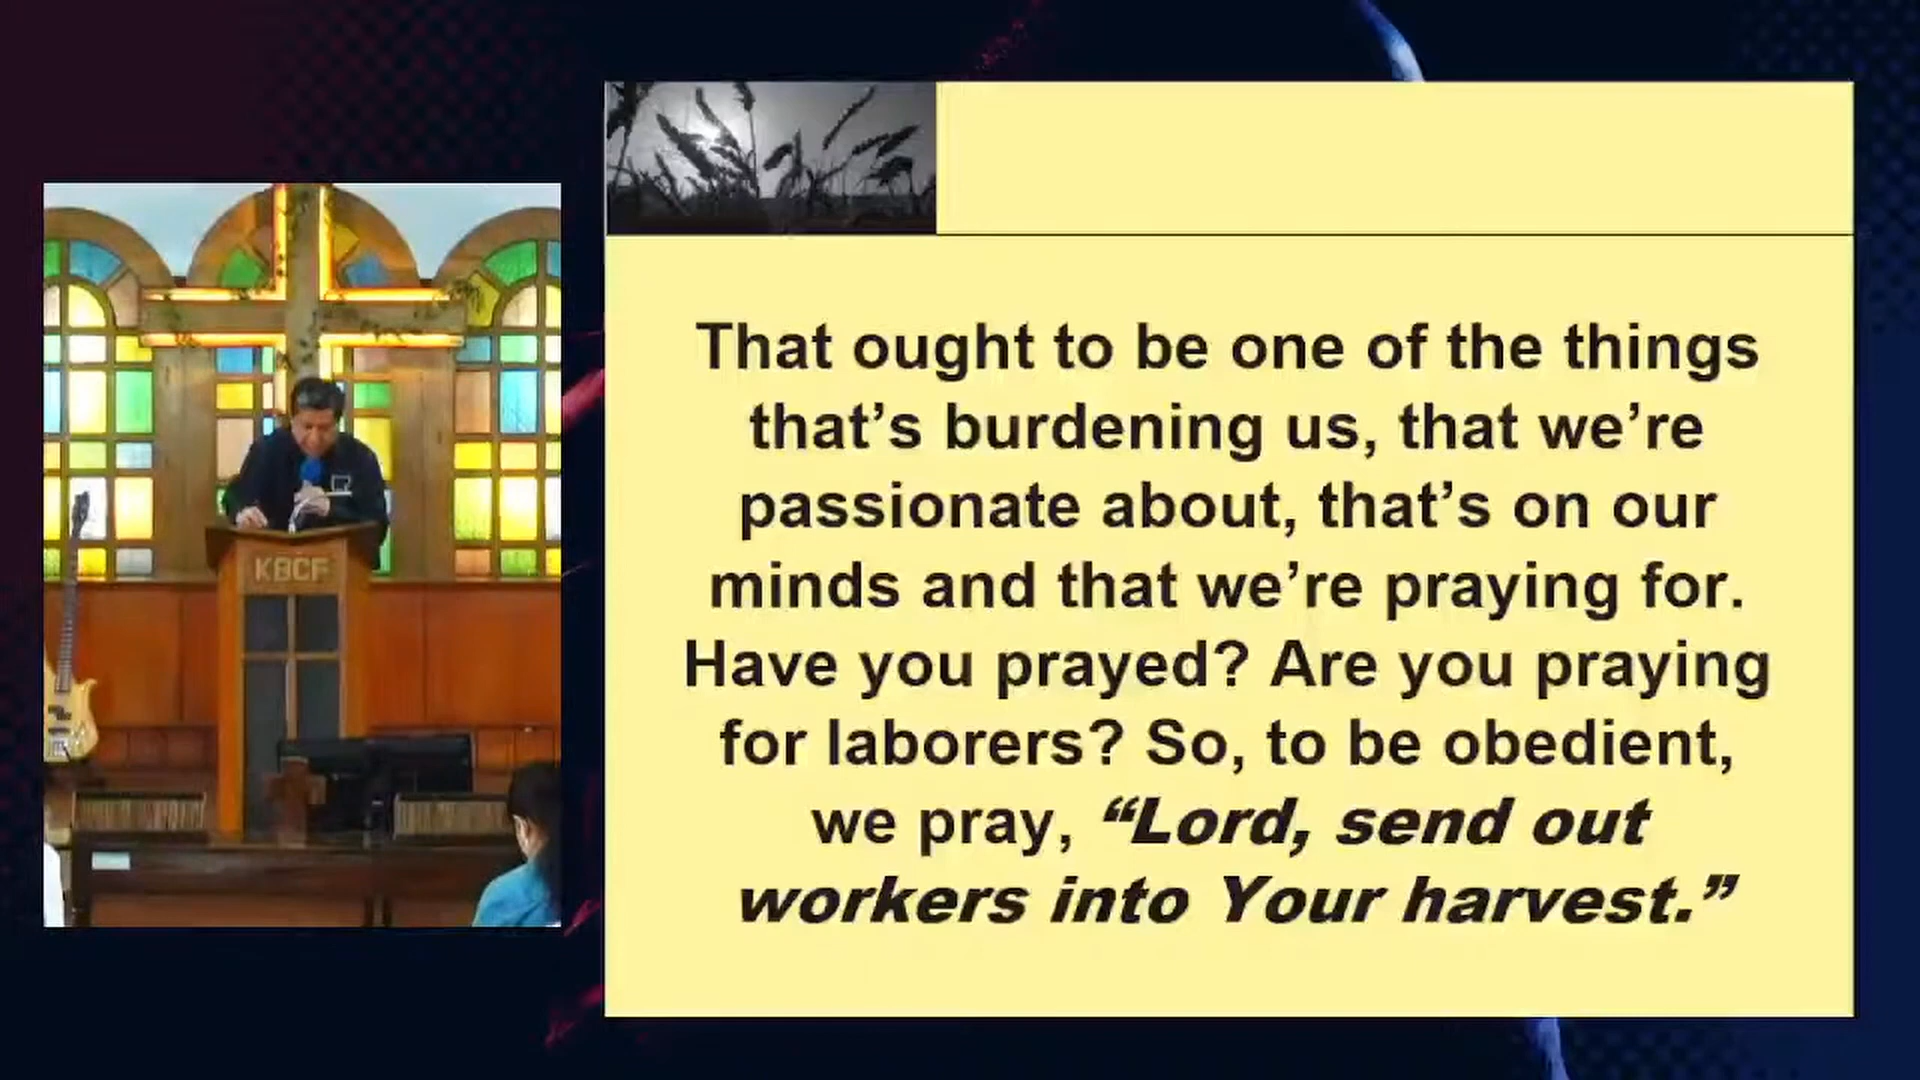 KBCF
That ought to be one of the things
that’s burdening us, that we’re
passionate about, that’s on our
minds and that we’re praying for.
Have you prayed? Are you praying
for laborers? So, to be obedient,
we pray, “Lord, send out
workers into Your harvest.”